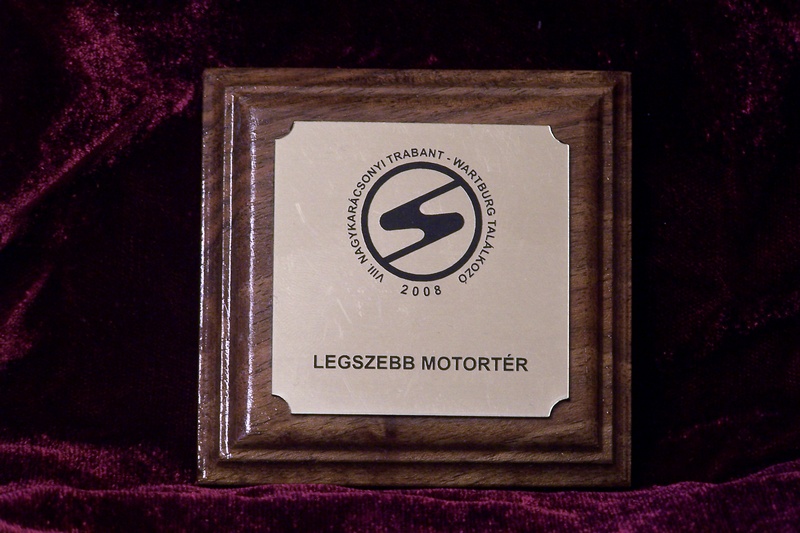 VIII. NAGYKARÁCSONYI TRABANT - WARTBURG TALÁLKOZÓ
2008
LEGSZEBB MOTORTÉR